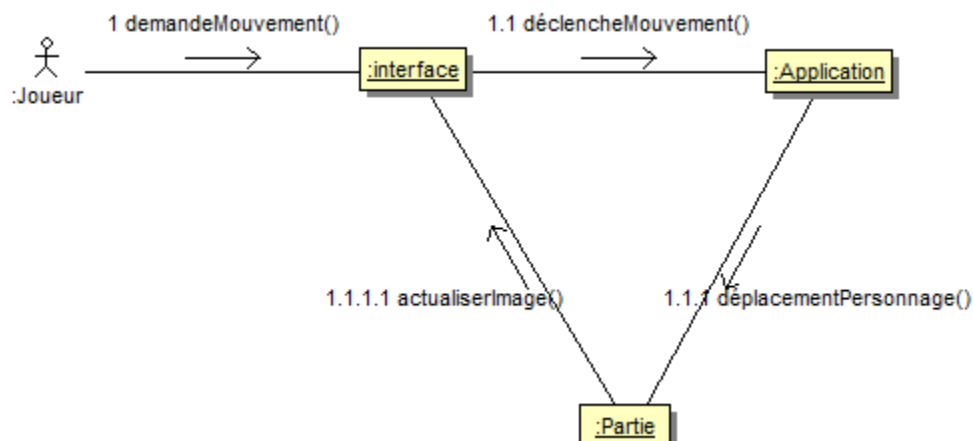 1 demandeMouvement()
1.1 déclencheMouvement()
:Joueur
:interface
:Application
1.1.1.1 actualiserImage()
1.1.1 déplacementPersonnage()
:Partie